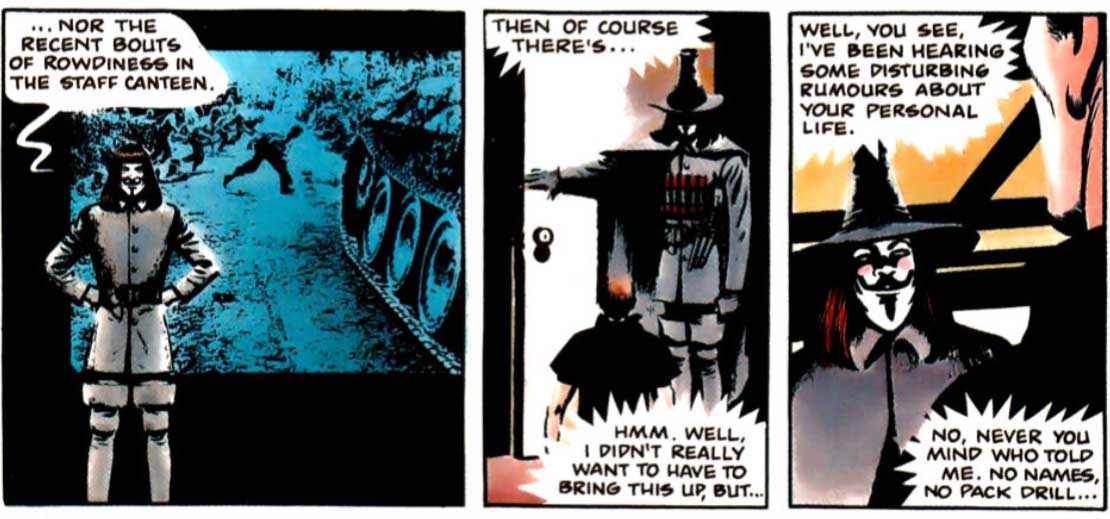 ...NOR THE
RECENT BOUTS
OF ROWDINESS IN
THE STAFF CANTEEN.
THEN OF COURSE
THERE'S...
HMM. WELL,
I DIDN'T REALLY
WANT TO HAVE TO
BRING THIS UP, BUT...
WELL, YOU SEE,
I'VE BEEN HEARING
SOME DISTURBING
RUMOURS ABOUT
YOUR PERSONAL
LIFE.
NO, NEVER YOU
MIND WHO TOLD
ME. NO NAMES,
NO PACK DRILL...